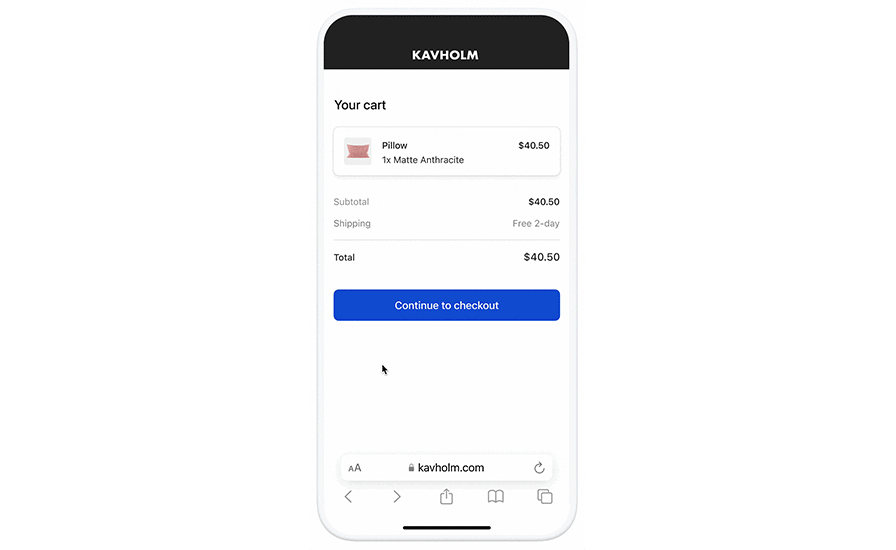 KAVHOLM
Your cart
Pillow $40.50
1x Matte Anthracite
Subtotal $40.50
Shipping Free 2-day
Total $40.50
Continue to checkout
AA kavholm.com